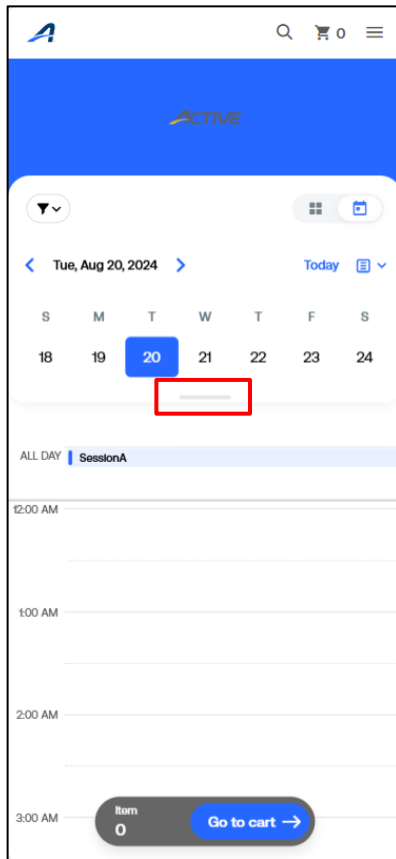 0
ACTIVE
Tue, Aug 20, 2024 Today
S M T W T F S
18 19 20 21 22 23 24
ALL DAY SessionA
12:00 AM
1:00 AM
2:00 AM
3:00 AM
Item
0
Go to cart